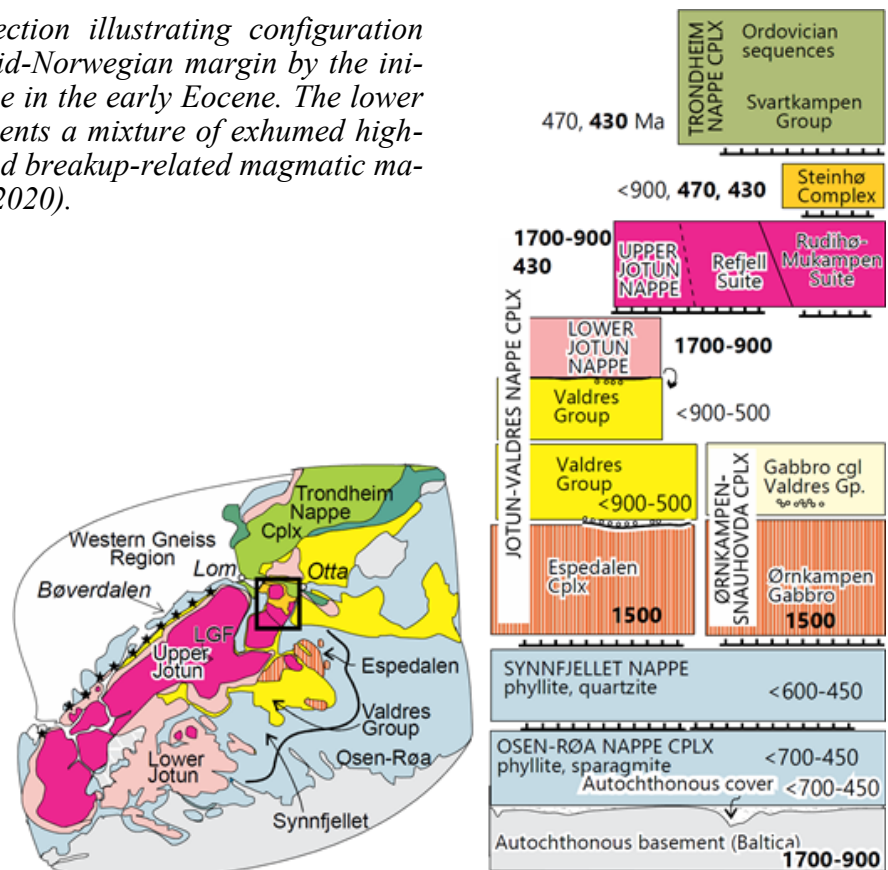 ection illustrating configuration
id-Norwegian margin by the ini-
e in the early Eocene. The lower
ents a mixture of exhumed high-
d breakup-related magmatic ma-
2020).
TRONDHEIM
NAPPE CPLX
Ordovician
sequences
Svartkampen
Group
470, 430 Ma
Steinhø
Complex
<900, 470, 430
1700-900
430
UPPER
JOTUN
NAPPE
Refjell
Suite
Rudihø-
Mukampen
Suite
JOTUN-VALDRES NAPPE CPLX
LOWER
JOTUN
NAPPE
1700-900
Valdres
Group
<900-500
Valdres
Group
<900-500
Espedalen
Cplx
1500
ØRNKAMPEN-
SNAUHOVDA CPLX
Gabbro cgl
Valdres Gp.
Ørnkampen
Gabbro
1500
SYNNFJELLET NAPPE
phyllite, quartzite
<600-450
OSEN-RØA NAPPE CPLX
phyllite, sparagmite
<700-450
Autochthonous cover <700-450
Autochthonous basement (Baltica)
1700-900
Trondheim
Nappe
Cplx
Western Gneiss
Region
Lom
Otta
Bøverdalen
LGF
Upper
Jotun
Espedalen
Valdres
Group
Osen-Røa
Lower
Jotun
Synnfjellet